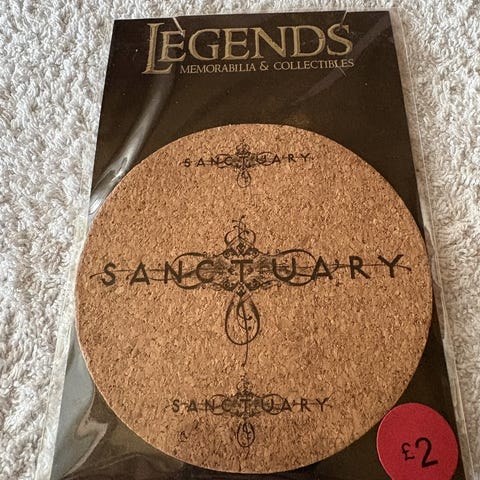 LEGENDS
MEMORABILIA & COLLECTIBLES
SANCTUARY
SANCTUARY
SANCTUARY
£2